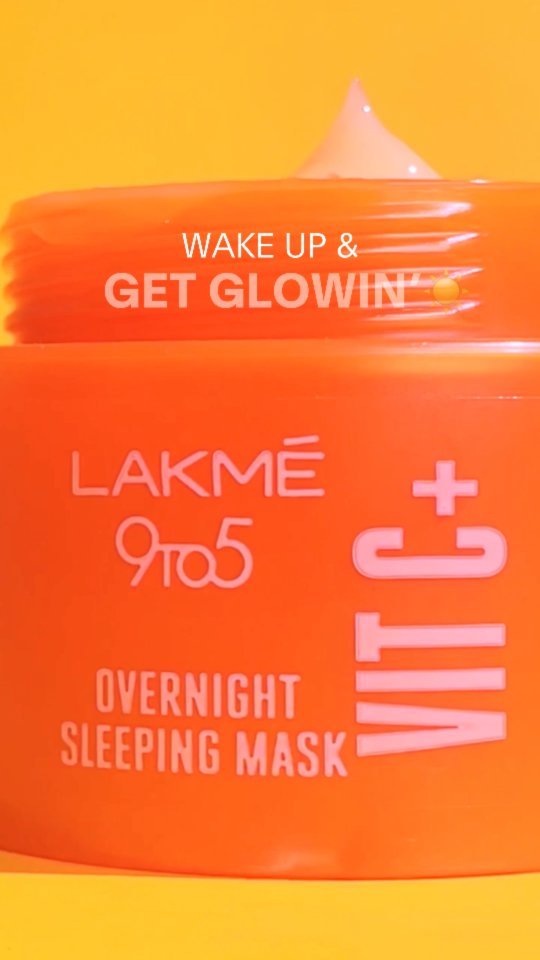 WAKE UP &
GET GLOWIN'☀️
LAKMÉ
9TO5
VIT C+
OVERNIGHT
SLEEPING MASK